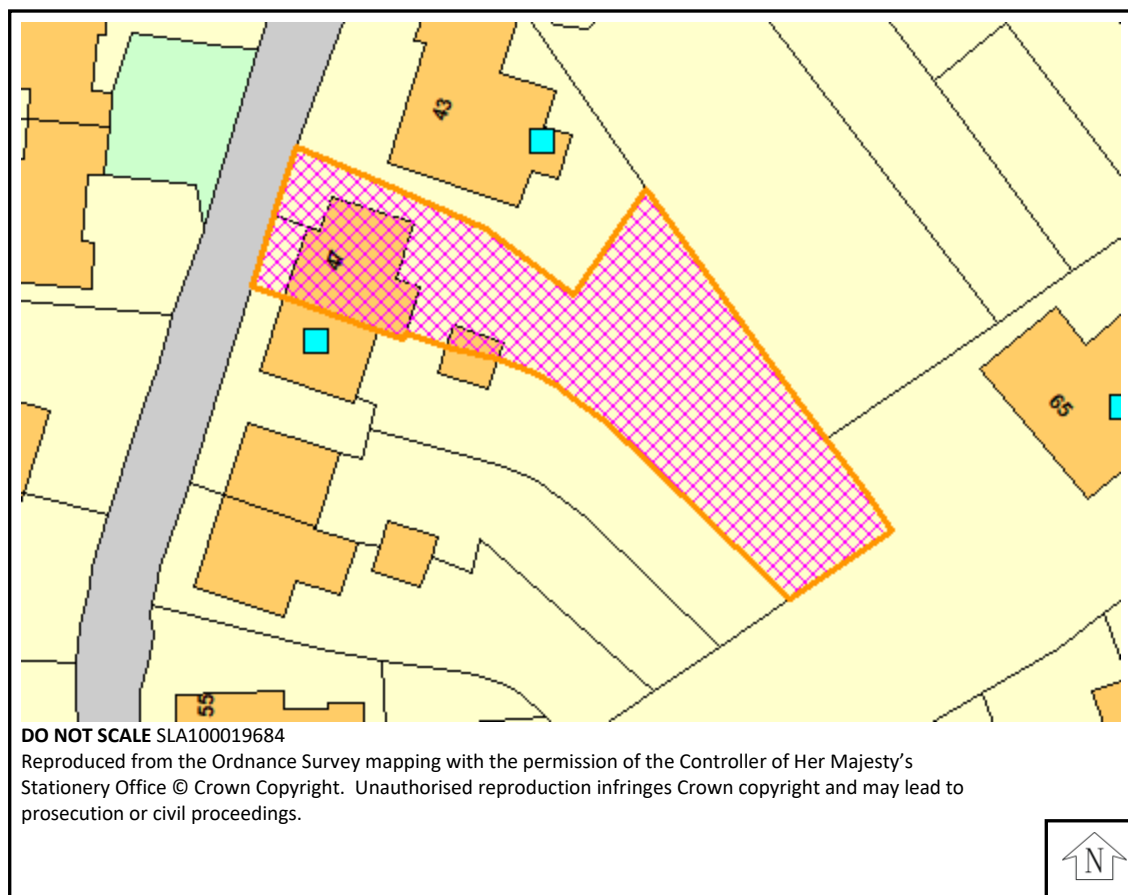 43
47
65
55
DO NOT SCALE SLA100019684
Reproduced from the Ordnance Survey mapping with the permission of the Controller of Her Majesty’s
Stationery Office © Crown Copyright. Unauthorised reproduction infringes Crown copyright and may lead to
prosecution or civil proceedings.
N